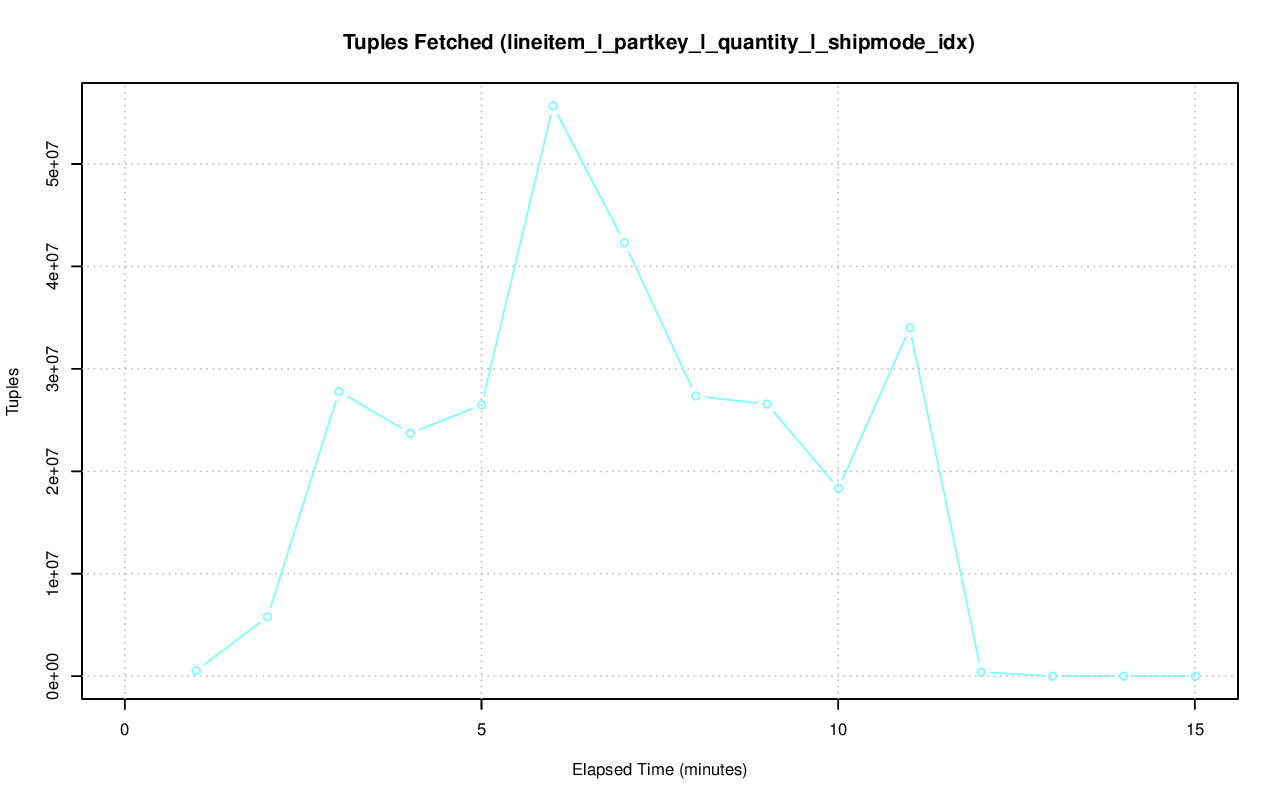 Tuples Fetched (lineitem_l_partkey_l_quantity_l_shipmode_idx)
Tuples
5e+07
4e+07
3e+07
2e+07
1e+07
0e+00
0 5 10 15
Elapsed Time (minutes)